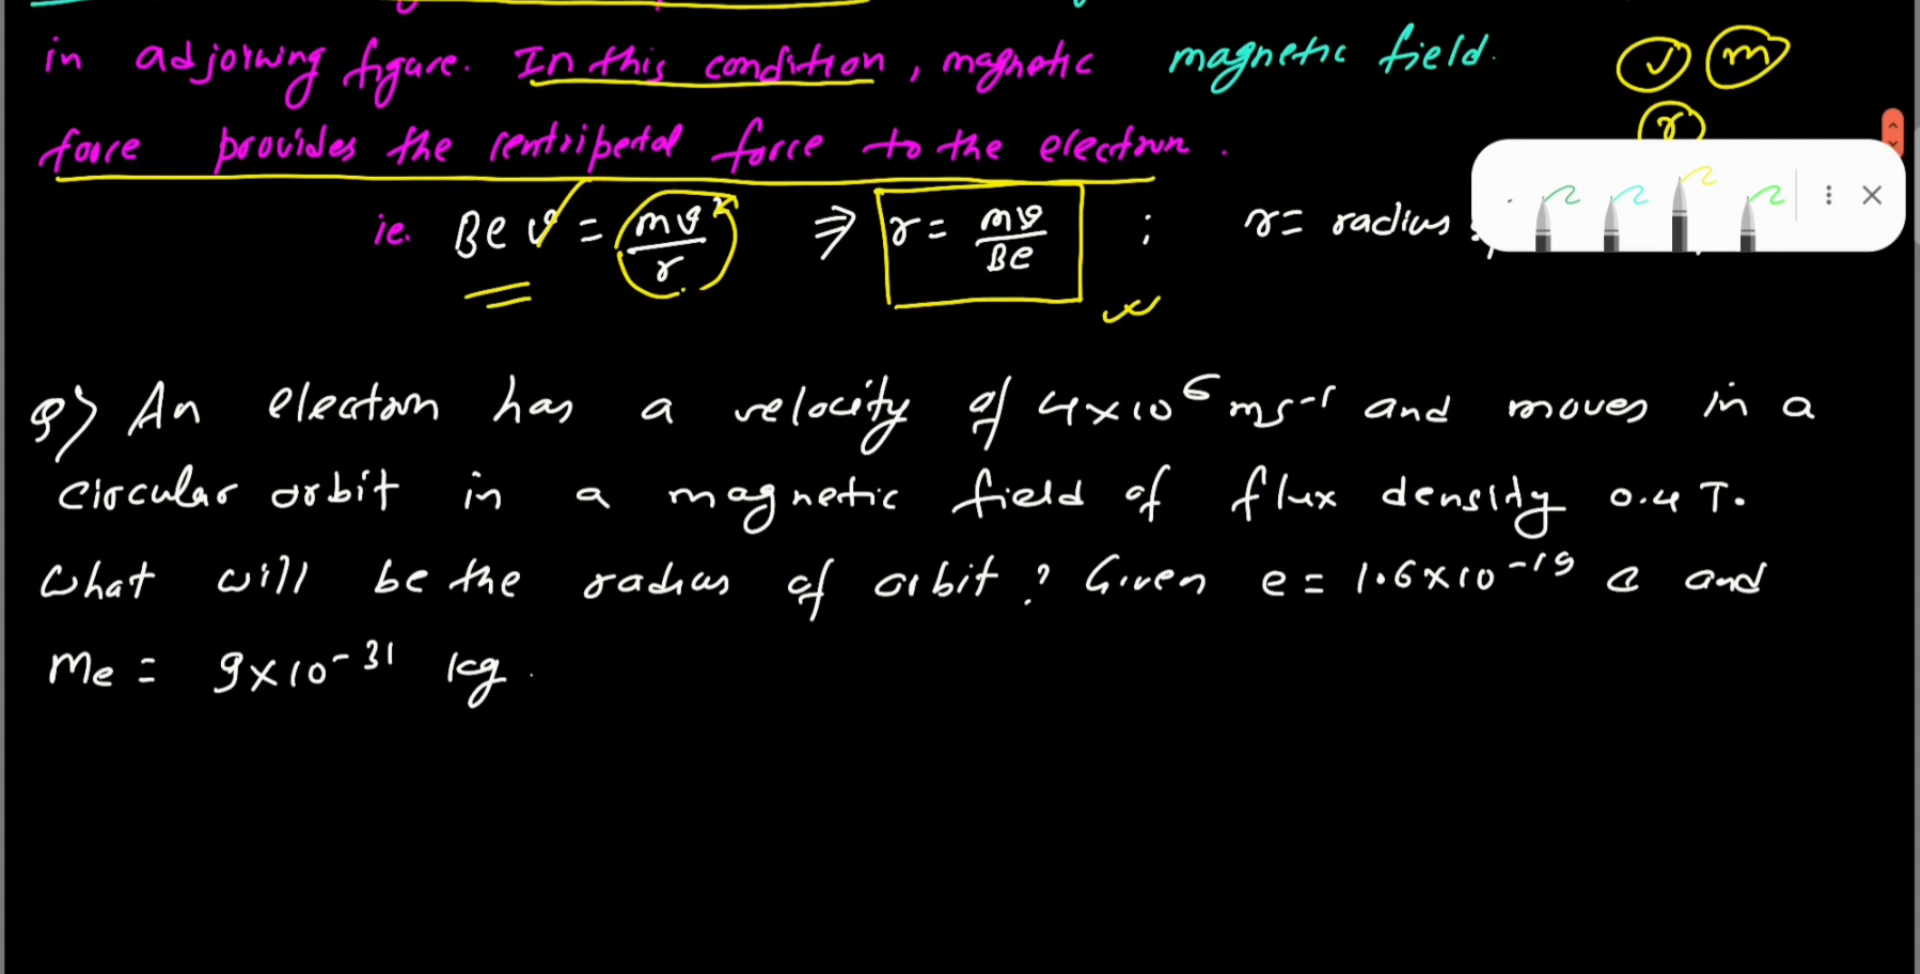 in adjoining figure. In this condition, magnetic magnetic field. v m
force provides the centripetal force to the electron. r
ie. Bev = mv²/r ⇒ r = mv/Be ; r = radius
Q) An electron has a velocity of 4×10⁶ ms⁻¹ and moves in a
circular orbit in a magnetic field of flux density 0.4 T.
What will be the radius of orbit? Given e = 1.6×10⁻¹⁹ C and
Me = 9×10⁻³¹ kg.